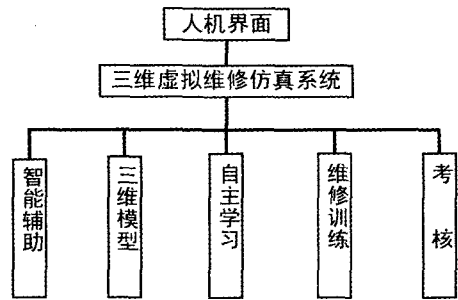 人机界面
三维虚拟维修仿真系统
智能辅助
三维模型
自主学习
维修训练
考核